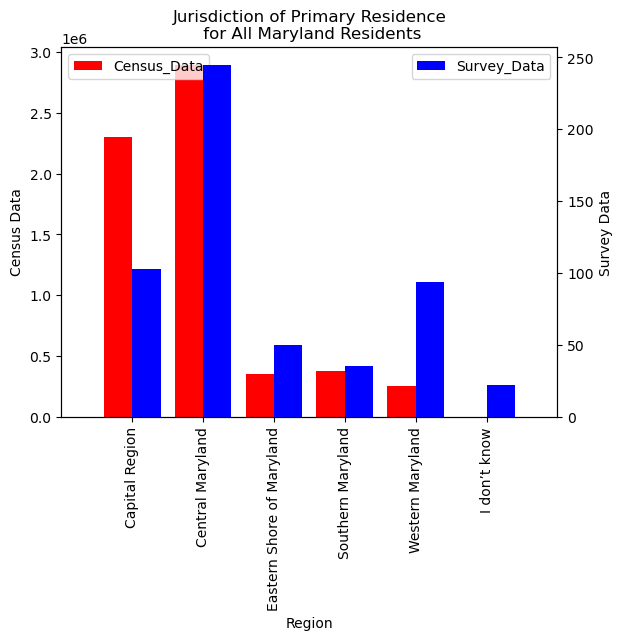 Jurisdiction of Primary Residence
for All Maryland Residents
1e6
Census_Data
Survey_Data
3.0
2.5
2.0
1.5
1.0
0.5
0.0
Census Data
250
200
150
100
50
0
Survey Data
Capital Region
Central Maryland
Eastern Shore of Maryland
Southern Maryland
Western Maryland
I don’t know
Region